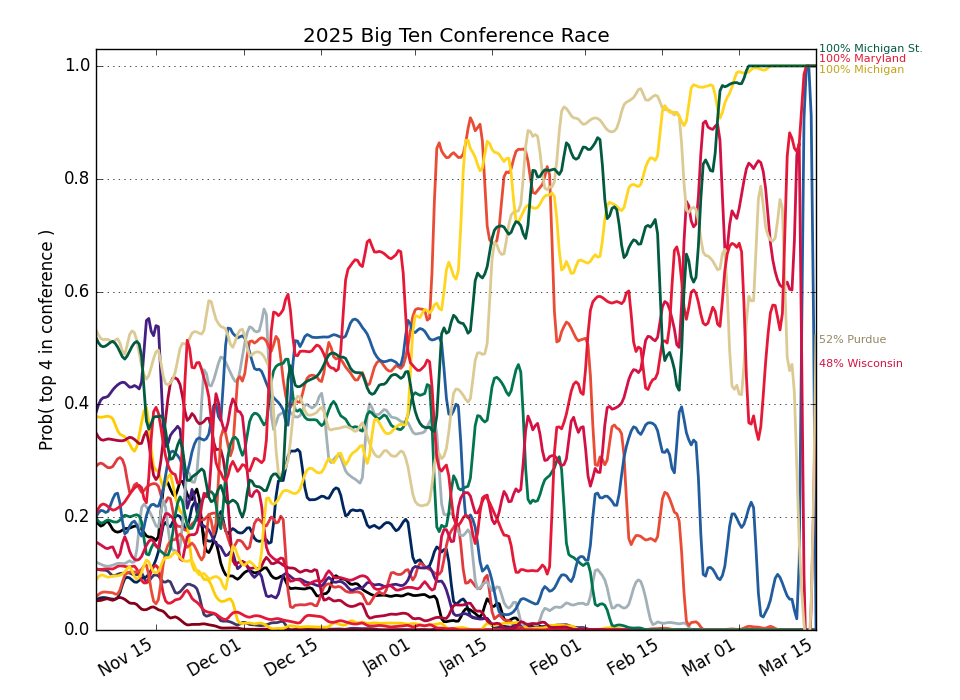 2025 Big Ten Conference Race
100% Michigan St.
100% Maryland
100% Michigan
1.0
0.8
0.6
52% Purdue
48% Wisconsin
0.4
0.2
0.0
Prob( top 4 in conference )
Nov 15
Dec 01
Dec 15
Jan 01
Jan 15
Feb 01
Feb 15
Mar 01
Mar 15